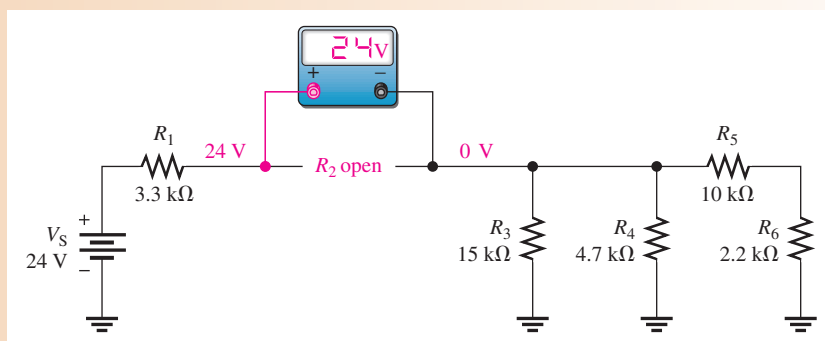 24V
+ −
R1
24 V
R2 open
0 V
R5
3.3 kΩ
10 kΩ
+
VS
24 V
−
R3
15 kΩ
R4
4.7 kΩ
R6
2.2 kΩ